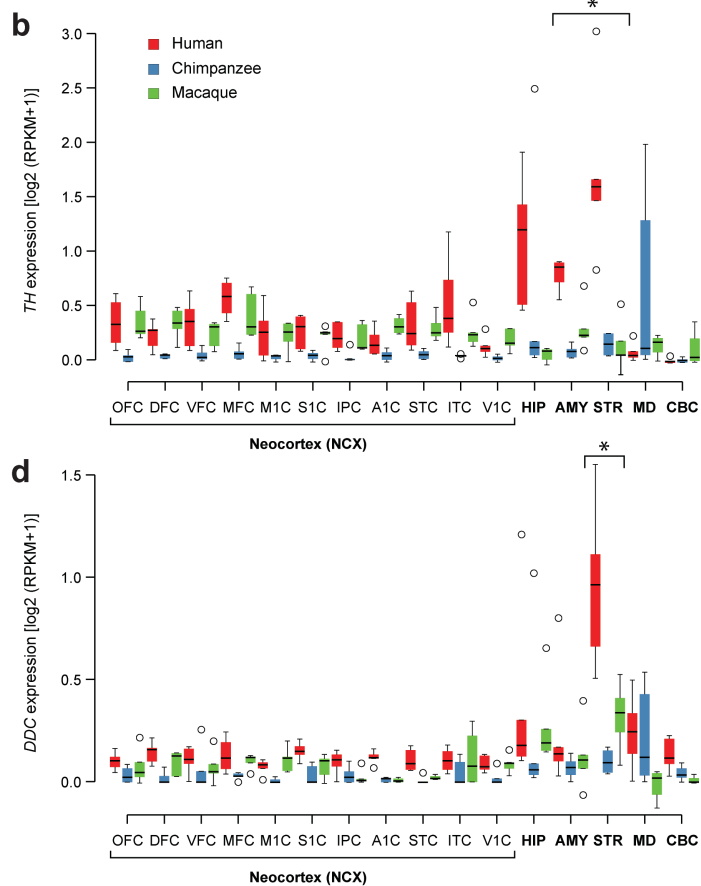 b
*
3.0
Human
Chimpanzee
Macaque
2.5
2.0
1.5
1.0
0.5
0.0
TH expression [log2 (RPKM+1)]
OFC DFC VFC MFC M1C S1C IPC A1C STC ITC V1C HIP AMY STR MD CBC
Neocortex (NCX)
d
*
1.5
1.0
0.5
0.0
DDC expression [log2 (RPKM+1)]
OFC DFC VFC MFC M1C S1C IPC A1C STC ITC V1C HIP AMY STR MD CBC
Neocortex (NCX)